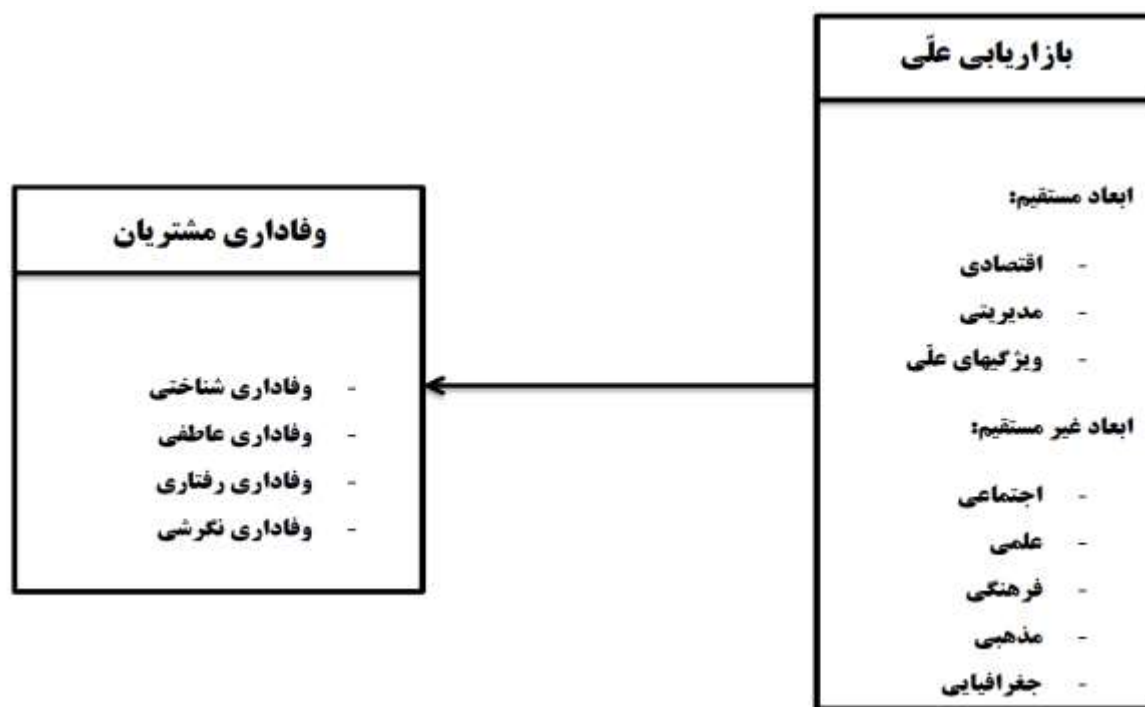 بازاریابی علّی
ابعاد مستقیم:
- اقتصادی
- مدیریتی
- ویژگیهای علّی
ابعاد غیر مستقیم:
- اجتماعی
- علمی
- فرهنگی
- مذهبی
- جغرافیایی
وفاداری مشتریان
- وفاداری شناختی
- وفاداری عاطفی
- وفاداری رفتاری
- وفاداری نگرشی